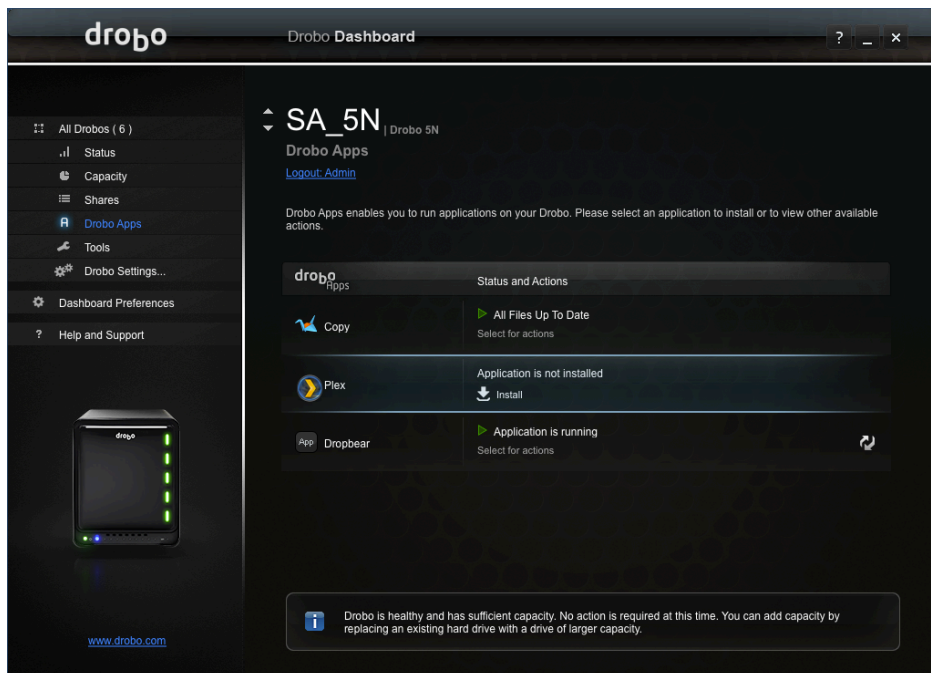 drobo
Drobo Dashboard
? _ ×
All Drobos ( 6 )
Status
Capacity
Shares
A Drobo Apps
Tools
Drobo Settings...
Dashboard Preferences
? Help and Support
drobo
www.drobo.com
SA_5N | Drobo 5N
Drobo Apps
Logout: Admin
Drobo Apps enables you to run applications on your Drobo. Please select an application to install or to view other available
actions.
drobo Apps
Status and Actions
Copy
All Files Up To Date
Select for actions
Plex
Application is not installed
Install
App Dropbear
Application is running
Select for actions
i
Drobo is healthy and has sufficient capacity. No action is required at this time. You can add capacity by
replacing an existing hard drive with a drive of larger capacity.